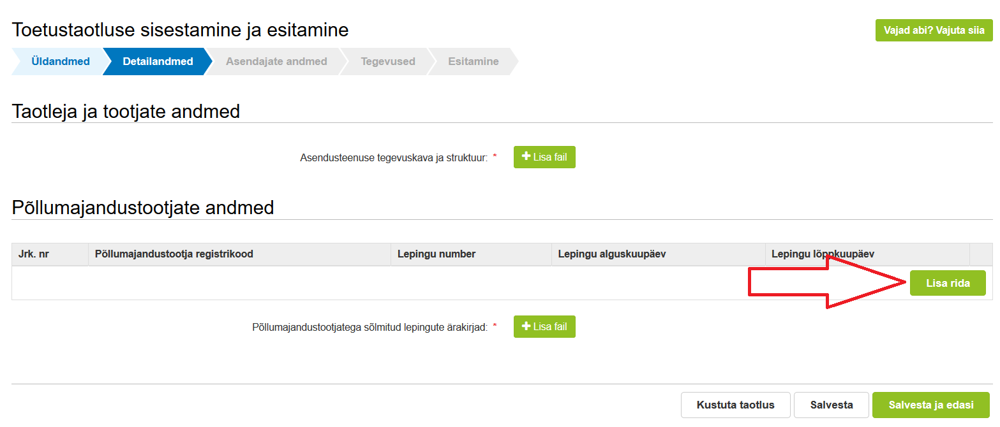 Toetustaotluse sisestamine ja esitamine
Vajad abi? Vajuta siia
Üldandmed Detailandmed Asendajate andmed Tegevused Esitamine
Taotleja ja tootjate andmed
Asendusteenuse tegevuskava ja struktuur: * + Lisa fail
Põllumajandustootjate andmed
Jrk. nr Põllumajandustootja registrikood Lepingu number Lepingu alguskuupäev Lepingu lõppkuupäev
Lisa rida
Põllumajandustootjatega sõlmitud lepingute ärakirjad: * + Lisa fail
Kustuta taotlus Salvesta Salvesta ja edasi